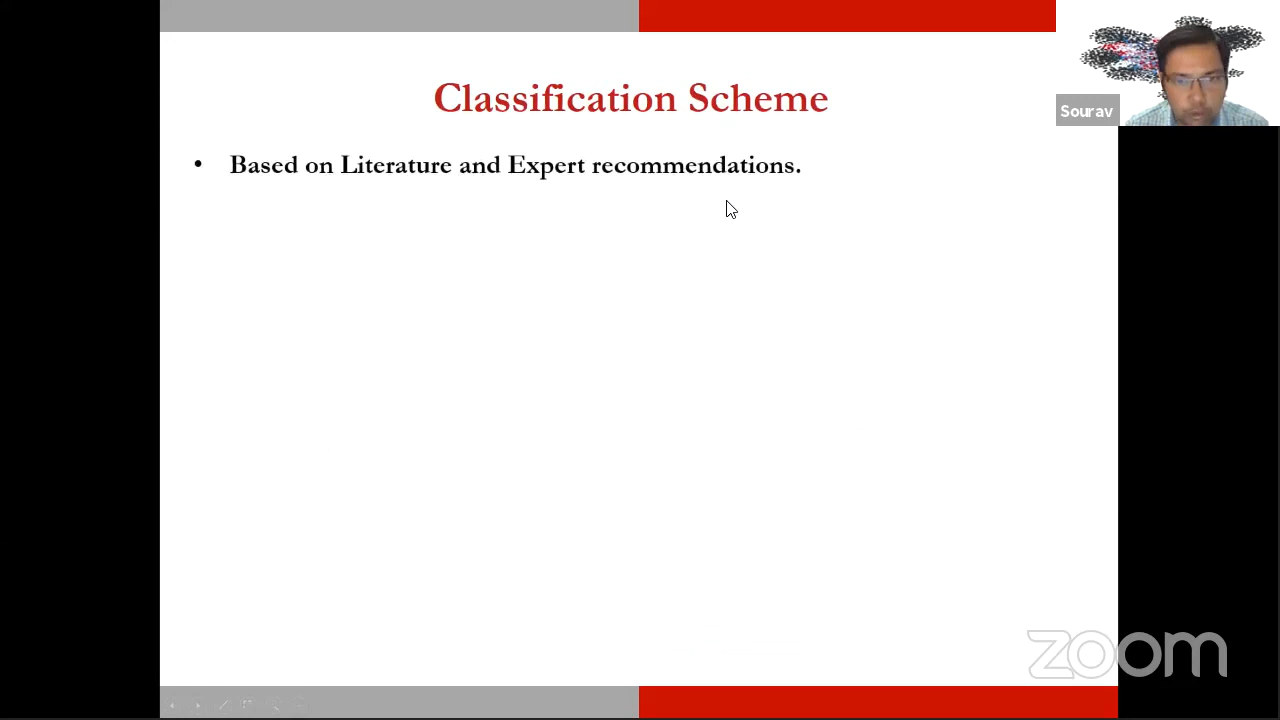 Classification Scheme
• Based on Literature and Expert recommendations.
Sourav
zoom